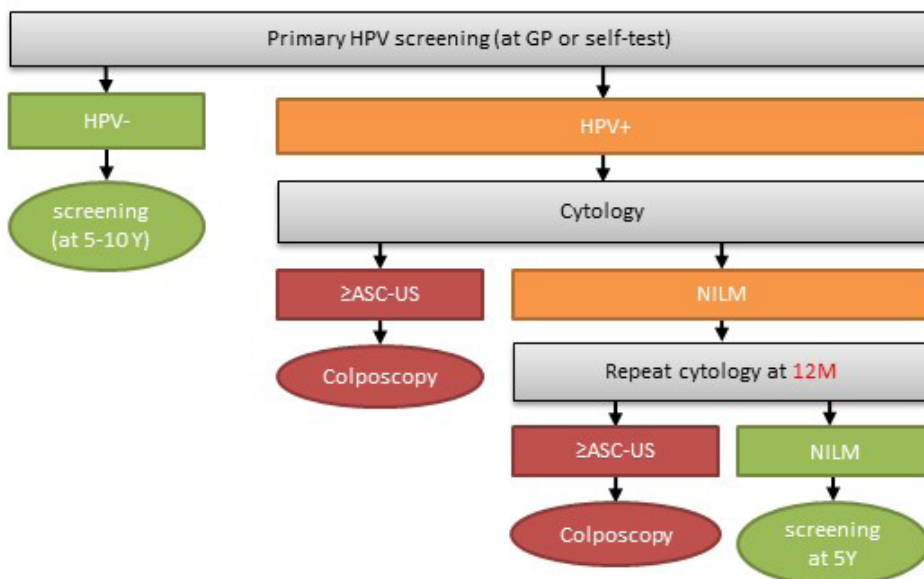 Primary HPV screening (at GP or self-test)
HPV-
HPV+
screening
(at 5-10 Y)
Cytology
≥ASC-US
NILM
Colposcopy
Repeat cytology at 12M
≥ASC-US
NILM
Colposcopy
screening
at 5Y